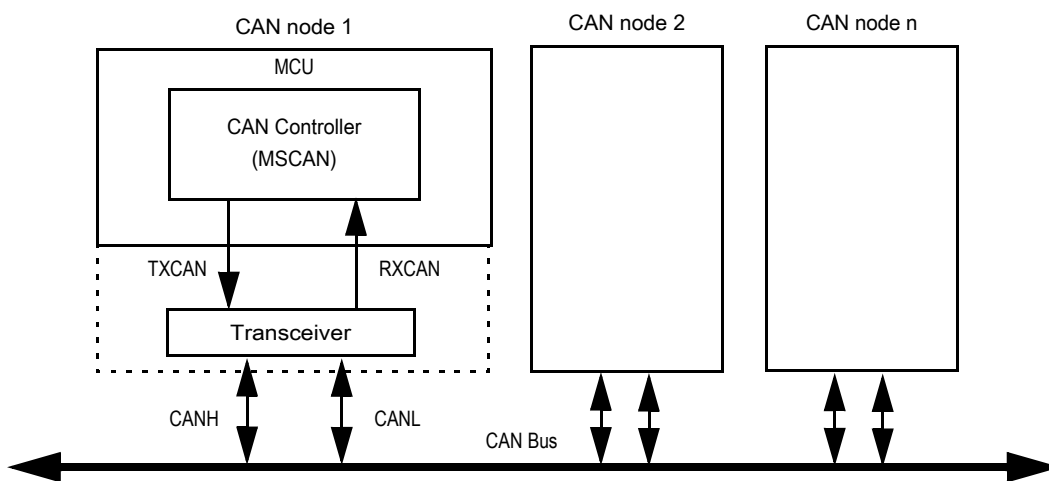 CAN node 1
CAN node 2
CAN node n
MCU
CAN Controller
(MSCAN)
TXCAN
RXCAN
Transceiver
CANH
CANL
CAN Bus